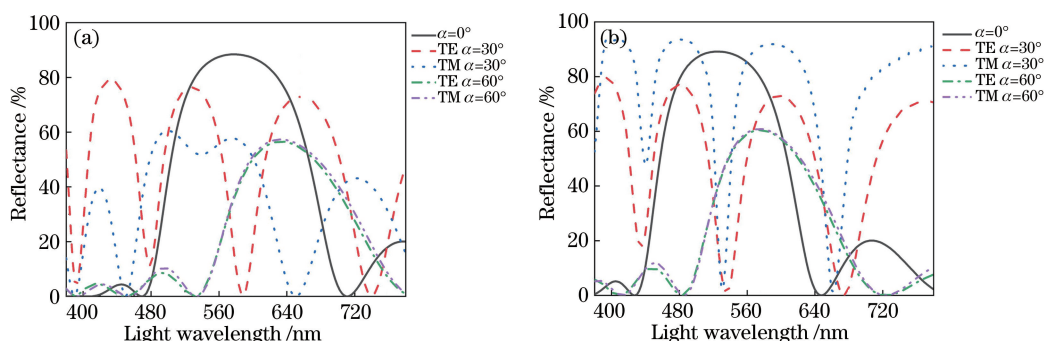 (a)
Reflectance /%
100
80
60
40
20
0
400
480
560
640
720
Light wavelength /nm
α=0°
TE α=30°
TM α=30°
TE α=60°
TM α=60°
(b)
Reflectance /%
100
80
60
40
20
0
400
480
560
640
720
Light wavelength /nm
α=0°
TE α=30°
TM α=30°
TE α=60°
TM α=60°